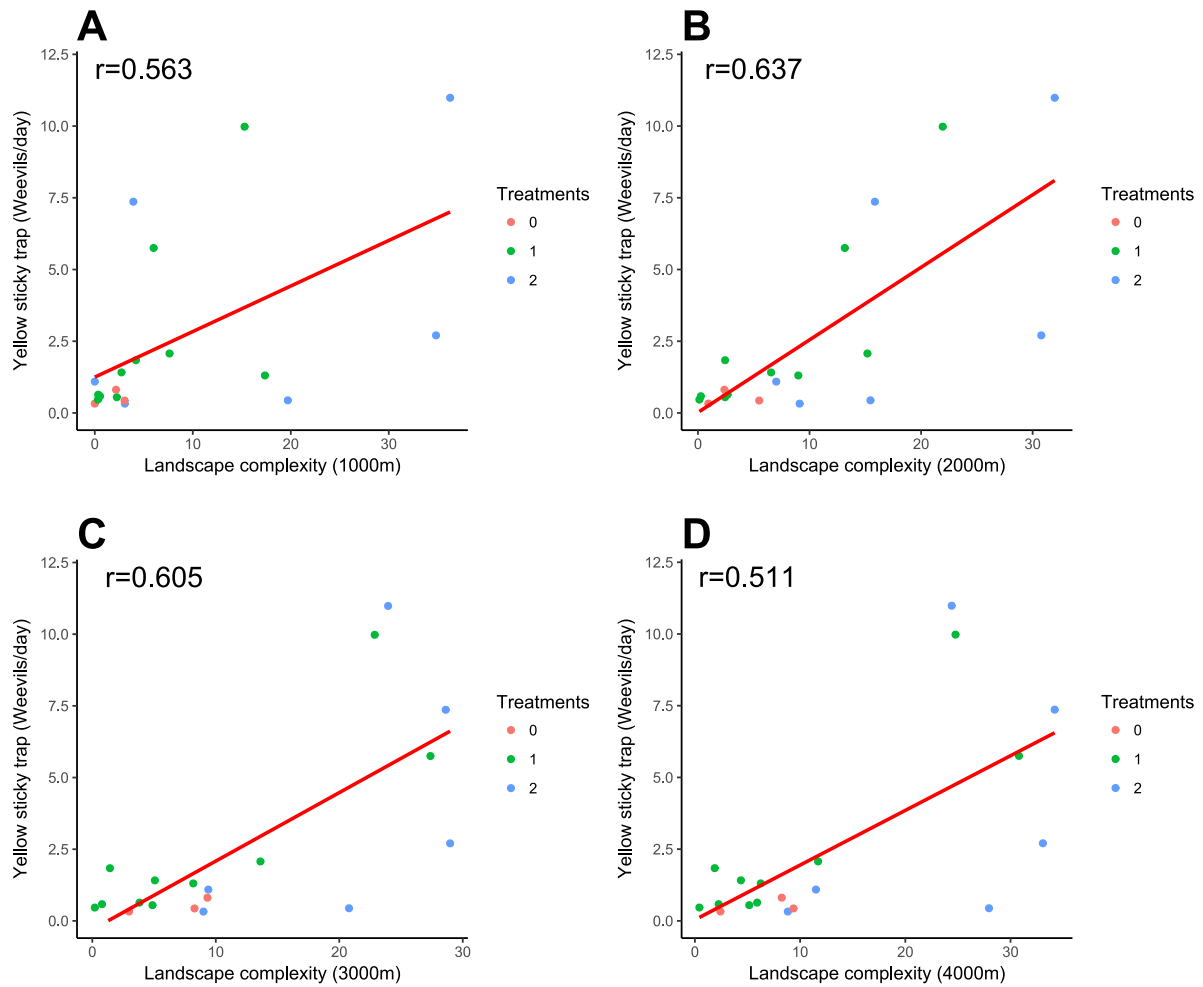 A
r=0.563
12.5
10.0
7.5
5.0
2.5
0.0
Yellow sticky trap (Weevils/day)
0
10
20
30
Landscape complexity (1000m)
Treatments
0
1
2
B
r=0.637
12.5
10.0
7.5
5.0
2.5
0.0
Yellow sticky trap (Weevils/day)
0
10
20
30
Landscape complexity (2000m)
Treatments
0
1
2
C
r=0.605
12.5
10.0
7.5
5.0
2.5
0.0
Yellow sticky trap (Weevils/day)
0
10
20
30
Landscape complexity (3000m)
Treatments
0
1
2
D
r=0.511
12.5
10.0
7.5
5.0
2.5
0.0
Yellow sticky trap (Weevils/day)
0
10
20
30
Landscape complexity (4000m)
Treatments
0
1
2